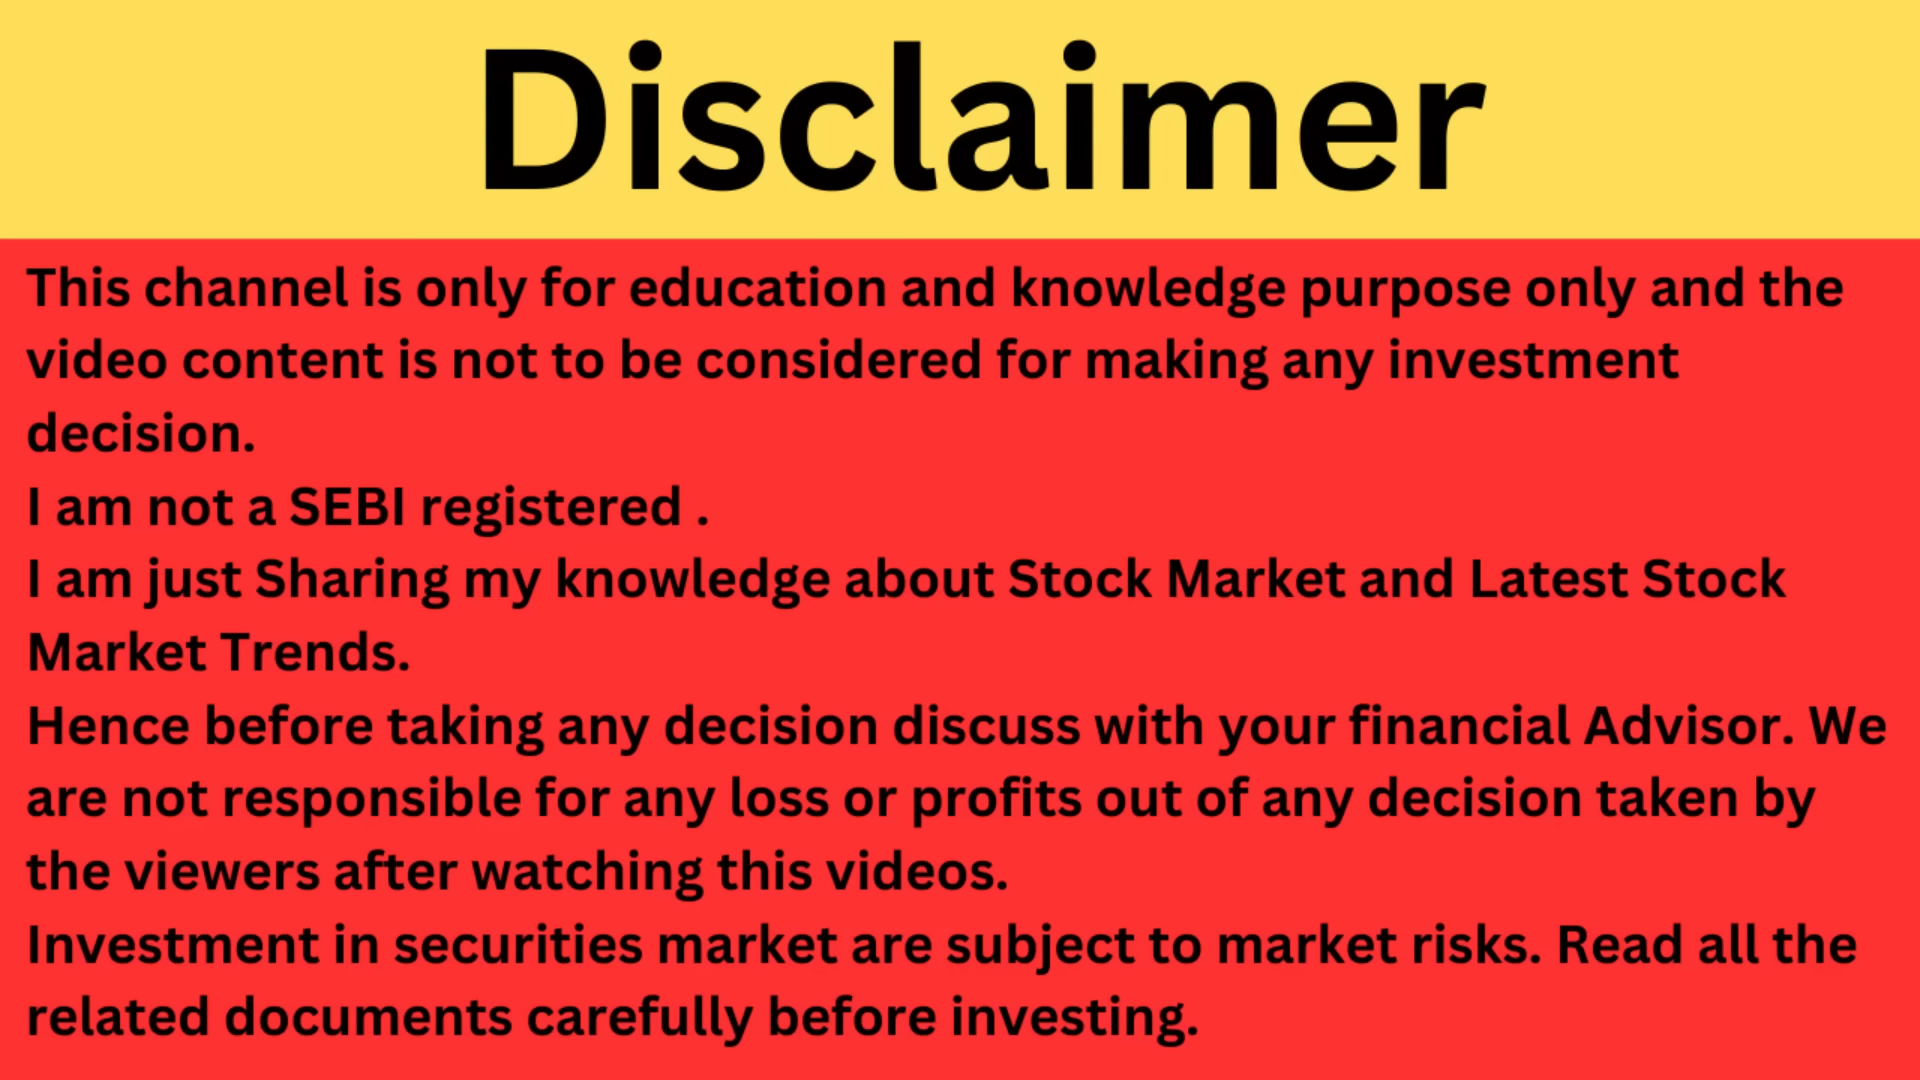 Disclaimer
This channel is only for education and knowledge purpose only and the
video content is not to be considered for making any investment
decision.
I am not a SEBI registered .
I am just Sharing my knowledge about Stock Market and Latest Stock
Market Trends.
Hence before taking any decision discuss with your financial Advisor. We
are not responsible for any loss or profits out of any decision taken by
the viewers after watching this videos.
Investment in securities market are subject to market risks. Read all the
related documents carefully before investing.